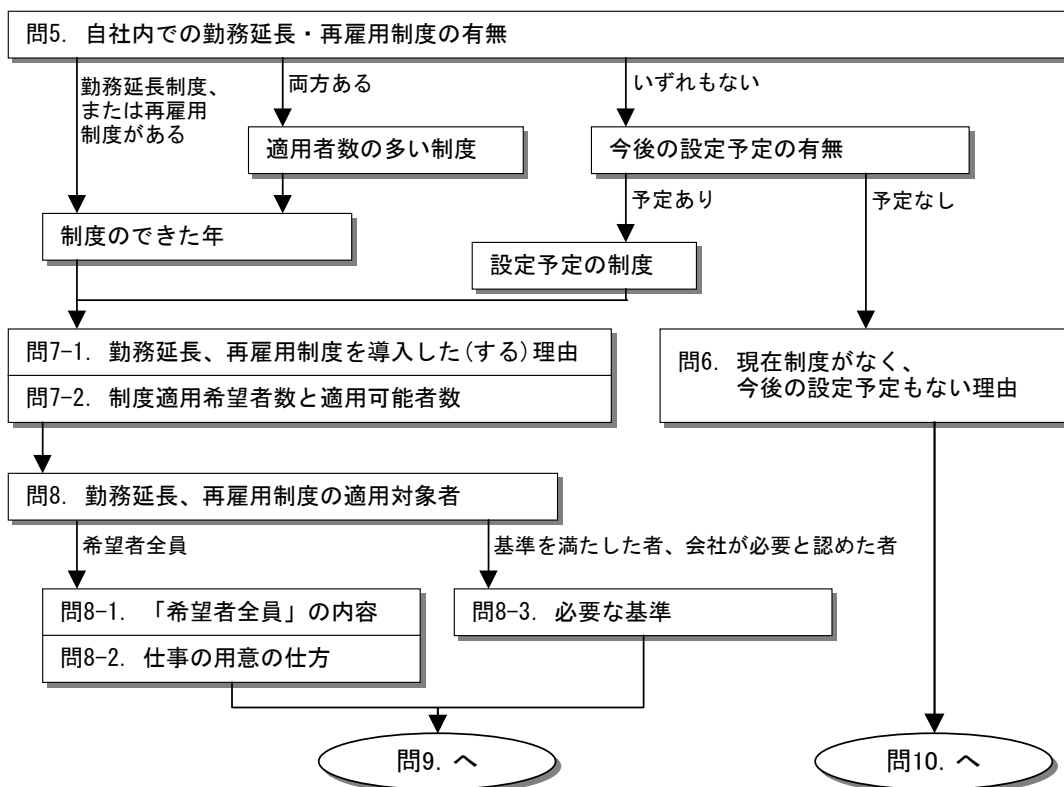 問5. 自社内での勤務延長・再雇用制度の有無
勤務延長制度、
または再雇用
制度がある
両方ある
いずれもない
適用者数の多い制度
今後の設定予定の有無
予定あり
予定なし
制度のできた年
設定予定の制度
問7-1. 勤務延長、再雇用制度を導入した(する)理由
問7-2. 制度適用希望者数と適用可能者数
問6. 現在制度がなく、
今後の設定予定もない理由
問8. 勤務延長、再雇用制度の適用対象者
希望者全員
基準を満たした者、会社が必要と認めた者
問8-1. 「希望者全員」の内容
問8-2. 仕事の用意の仕方
問8-3. 必要な基準
問9. へ
問10. へ